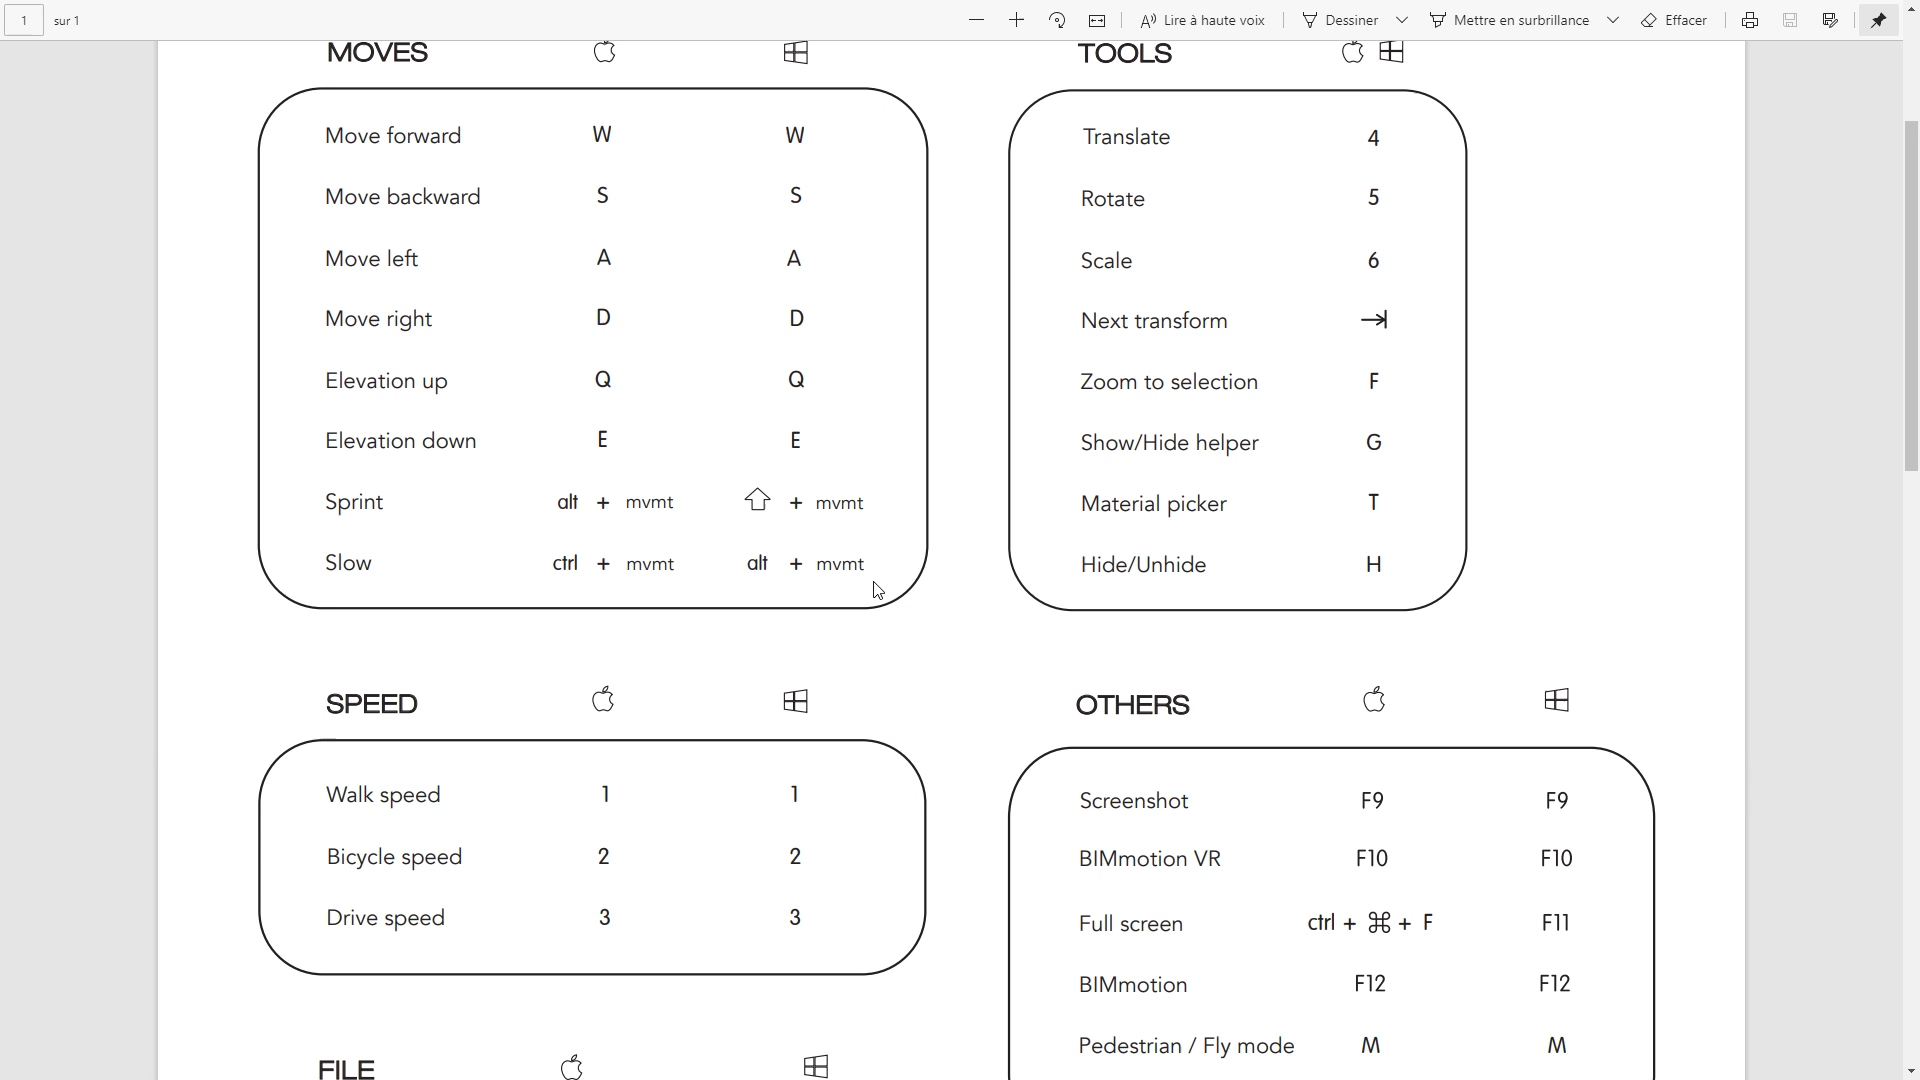 1 sur 1 Lire à haute voix Dessiner Mettre en surbrillance Effacer
MOVES
Move forward W W
Move backward S S
Move left A A
Move right D D
Elevation up Q Q
Elevation down E E
Sprint alt + mvmt ⇧ + mvmt
Slow ctrl + mvmt alt + mvmt
TOOLS
Translate 4
Rotate 5
Scale 6
Next transform →|
Zoom to selection F
Show/Hide helper G
Material picker T
Hide/Unhide H
SPEED
Walk speed 1 1
Bicycle speed 2 2
Drive speed 3 3
OTHERS
Screenshot F9 F9
BIMmotion VR F10 F10
Full screen ctrl + ⌘ + F F11
BIMmotion F12 F12
Pedestrian / Fly mode M M
FILE